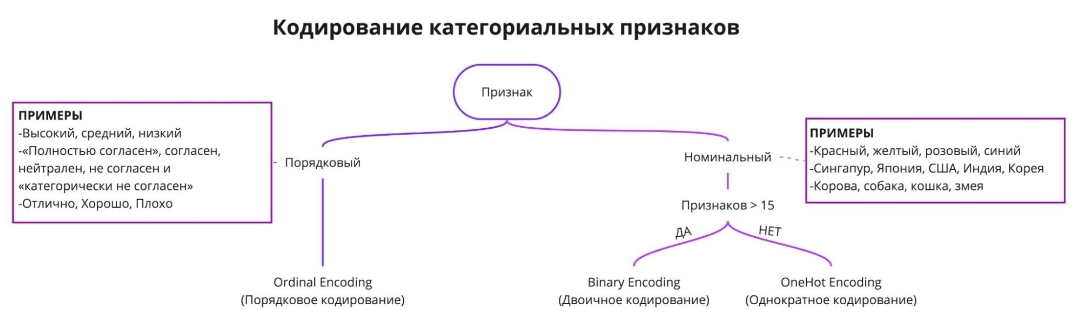 Кодирование категориальных признаков
Признак
ПРИМЕРЫ
-Высокий, средний, низкий
-«Полностью согласен», согласен,
нейтрален, не согласен и
«категорически не согласен»
-Отлично, Хорошо, Плохо
Порядковый
Номинальный
ПРИМЕРЫ
-Красный, желтый, розовый, синий
-Сингапур, Япония, США, Индия, Корея
-Корова, собака, кошка, змея
Признаков > 15
ДА
НЕТ
Ordinal Encoding
(Порядковое кодирование)
Binary Encoding
(Двоичное кодирование)
OneHot Encoding
(Однократное кодирование)